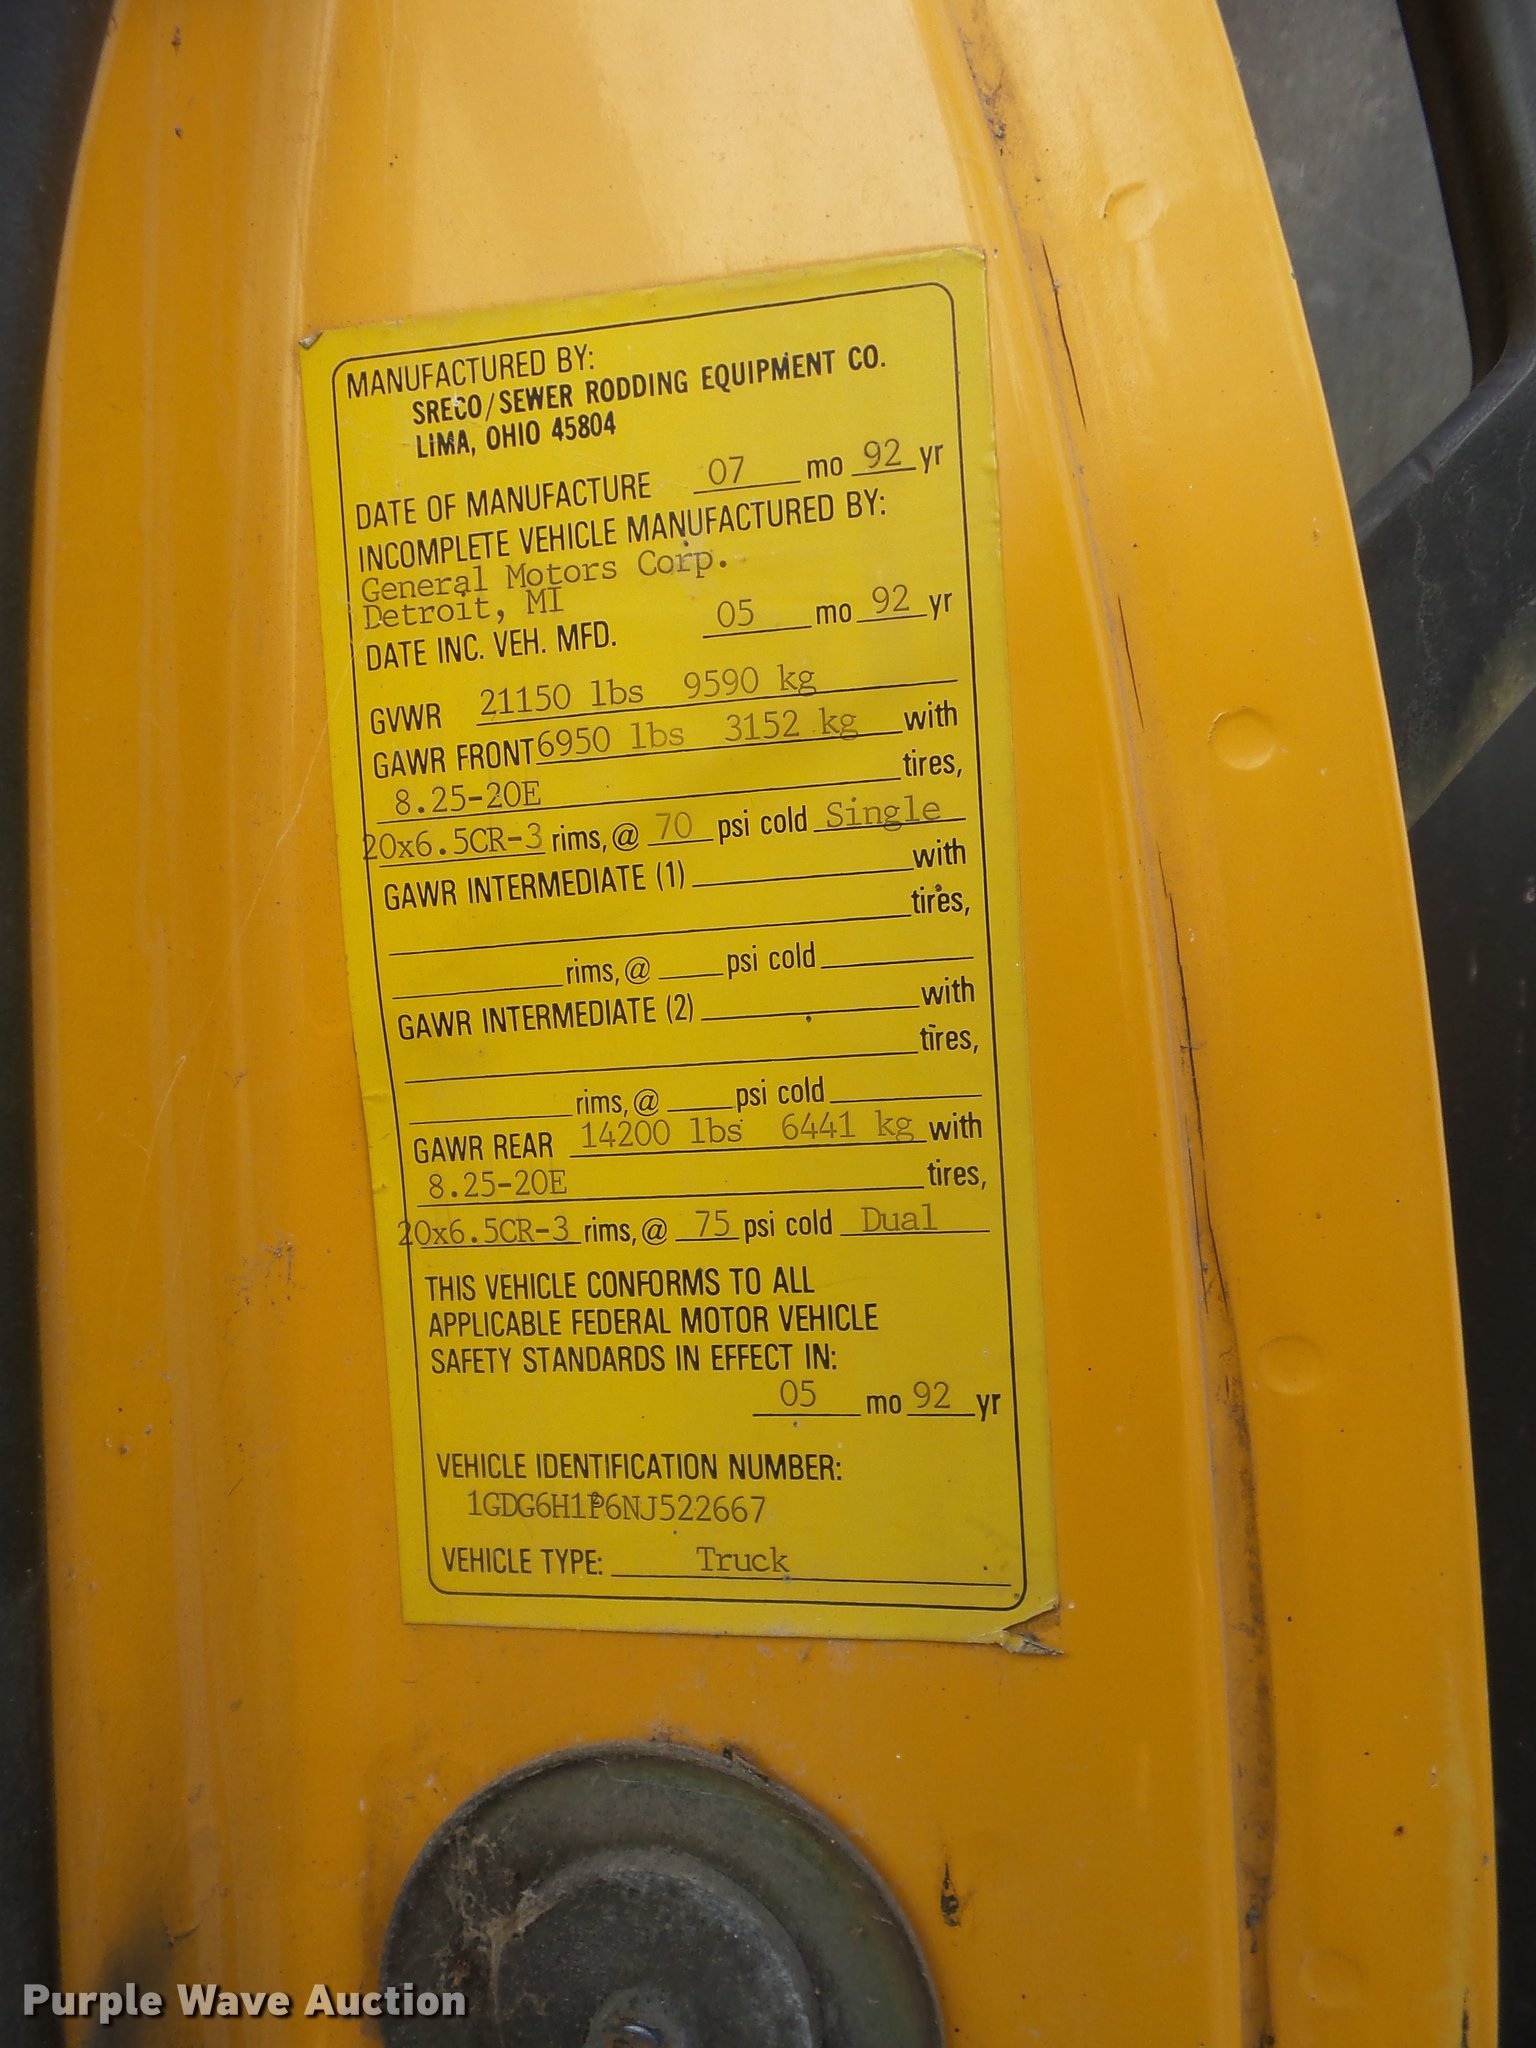 MANUFACTURED BY:
SRECO/SEWER RODDING EQUIPMENT CO.
LIMA, OHIO 45804
DATE OF MANUFACTURE 07 mo 92 yr
INCOMPLETE VEHICLE MANUFACTURED BY:
General Motors Corp.
Detroit, MI
DATE INC. VEH. MFD. 05 mo 92 yr
GVWR 21150 lbs 9590 kg
GAWR FRONT 6950 lbs 3152 kg with
8.25-20E tires,
20x6.5CR-3 rims, @ 70 psi cold Single
GAWR INTERMEDIATE (1) with
tires,
rims, @ psi cold
GAWR INTERMEDIATE (2) with
tires,
rims, @ psi cold
GAWR REAR 14200 lbs 6441 kg with
8.25-20E tires,
20x6.5CR-3 rims, @ 75 psi cold Dual
THIS VEHICLE CONFORMS TO ALL
APPLICABLE FEDERAL MOTOR VEHICLE
SAFETY STANDARDS IN EFFECT IN:
05 mo 92 yr
VEHICLE IDENTIFICATION NUMBER:
1GDG6H1P6NJ522667
VEHICLE TYPE: Truck
Purple Wave Auction